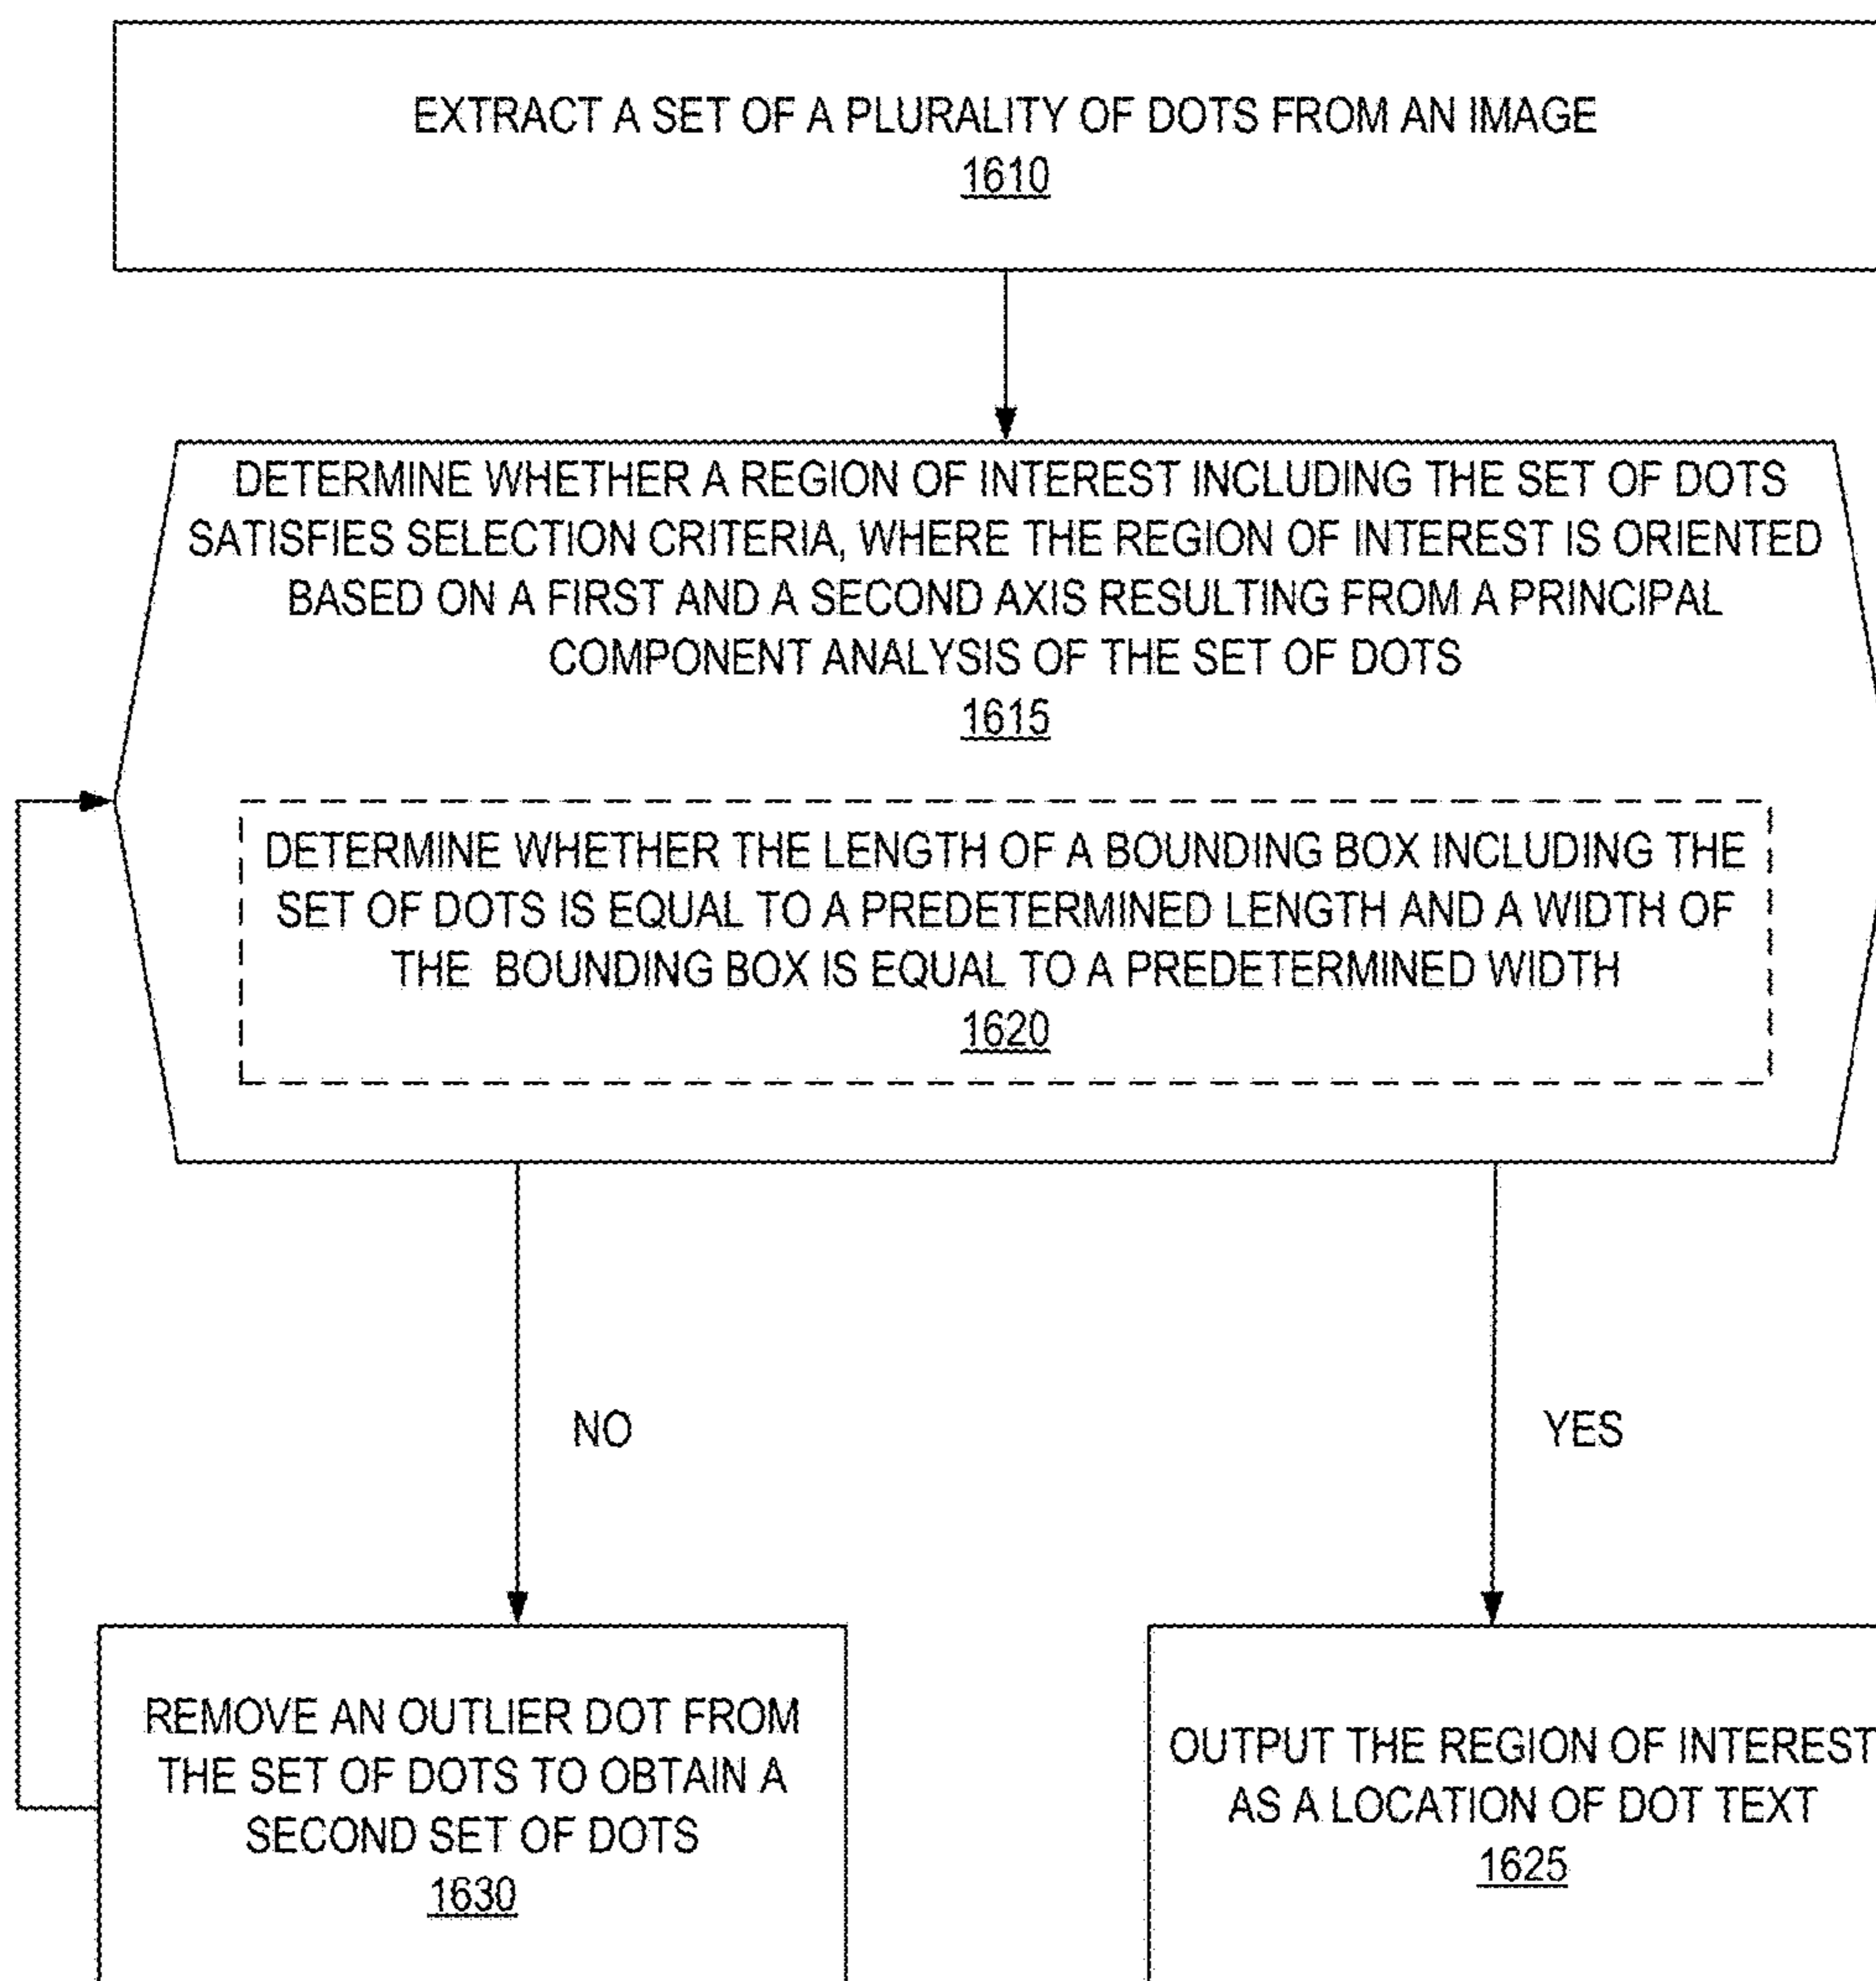 EXTRACT A SET OF A PLURALITY OF DOTS FROM AN IMAGE
1610
DETERMINE WHETHER A REGION OF INTEREST INCLUDING THE SET OF DOTS
SATISFIES SELECTION CRITERIA, WHERE THE REGION OF INTEREST IS ORIENTED
BASED ON A FIRST AND A SECOND AXIS RESULTING FROM A PRINCIPAL
COMPONENT ANALYSIS OF THE SET OF DOTS
1615
DETERMINE WHETHER THE LENGTH OF A BOUNDING BOX INCLUDING THE
SET OF DOTS IS EQUAL TO A PREDETERMINED LENGTH AND A WIDTH OF
THE BOUNDING BOX IS EQUAL TO A PREDETERMINED WIDTH
1620
NO
YES
REMOVE AN OUTLIER DOT FROM
THE SET OF DOTS TO OBTAIN A
SECOND SET OF DOTS
1630
OUTPUT THE REGION OF INTEREST
AS A LOCATION OF DOT TEXT
1625